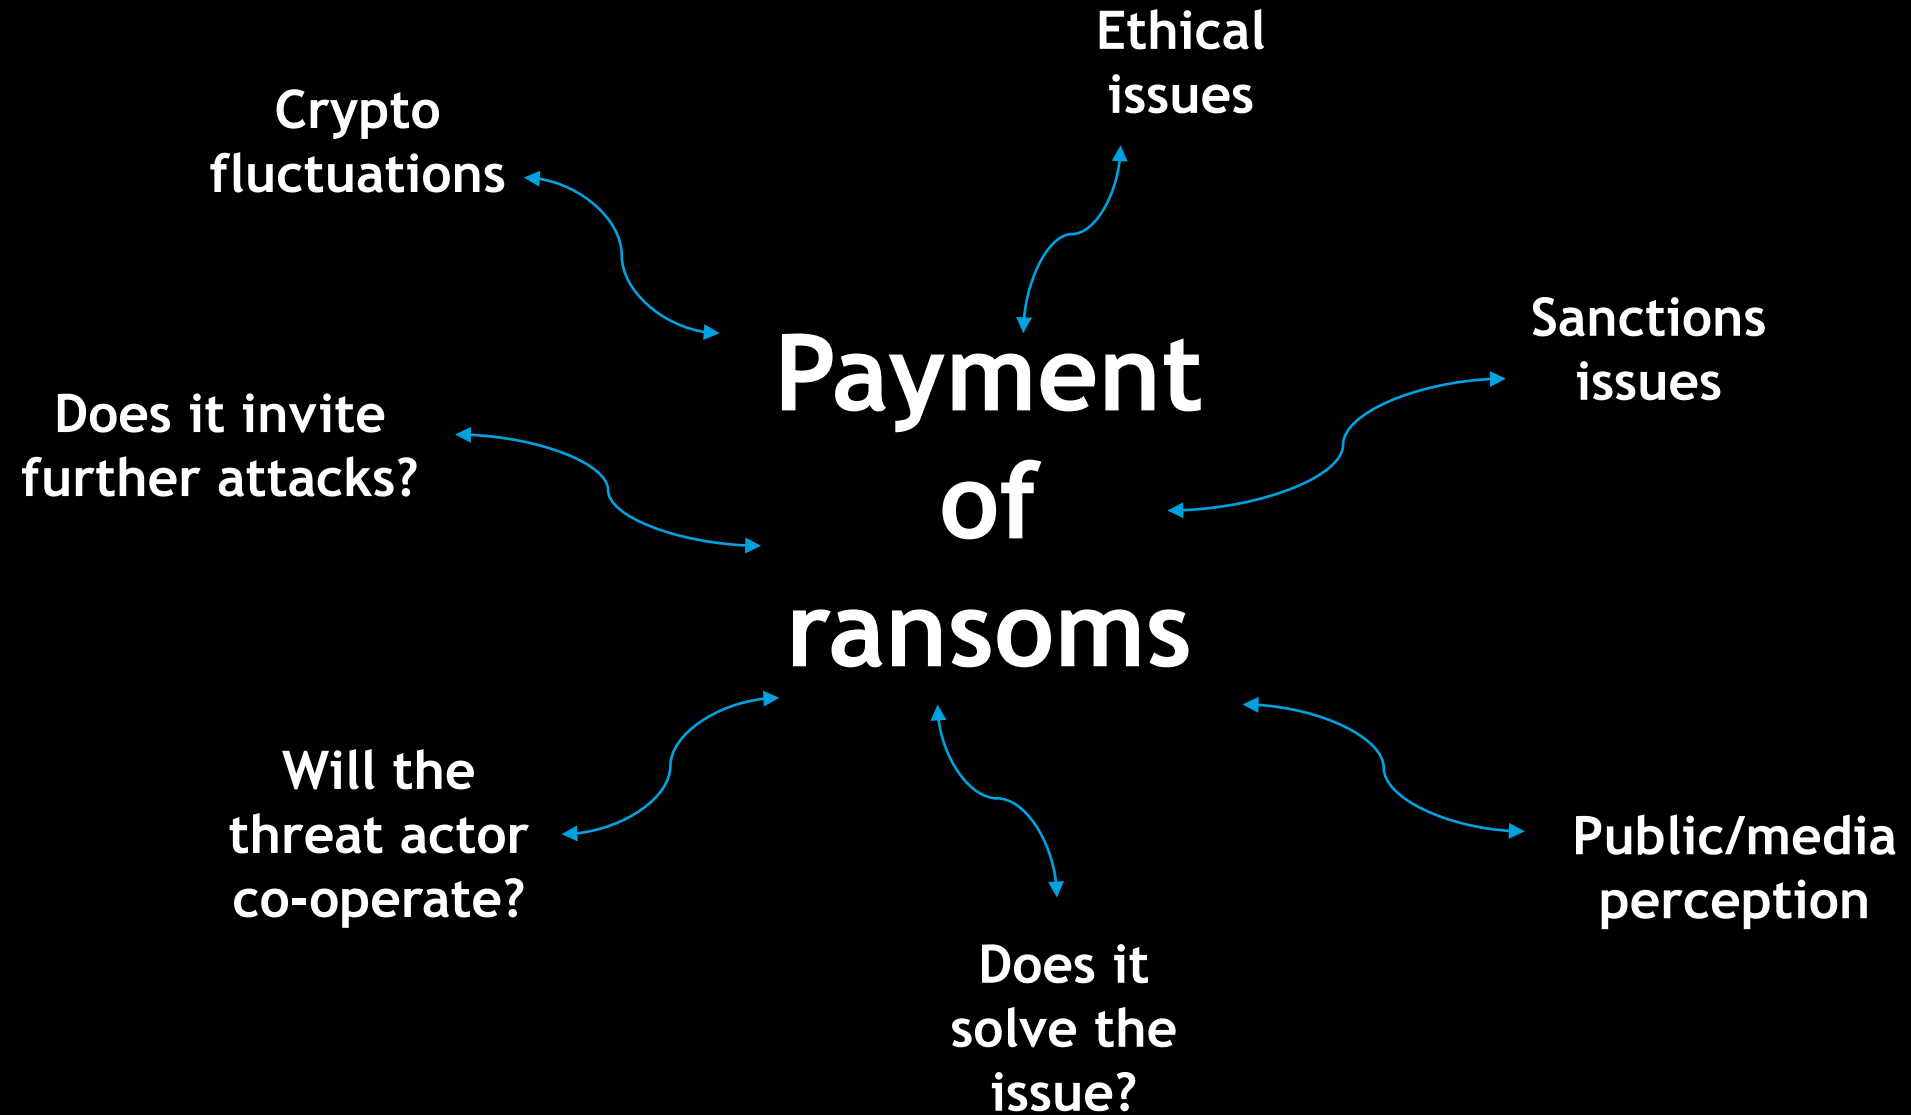 Ethical
issues
Crypto
fluctuations
Sanctions
issues
Payment
of
ransoms
Does it invite
further attacks?
Will the
threat actor
co-operate?
Public/media
perception
Does it
solve the
issue?